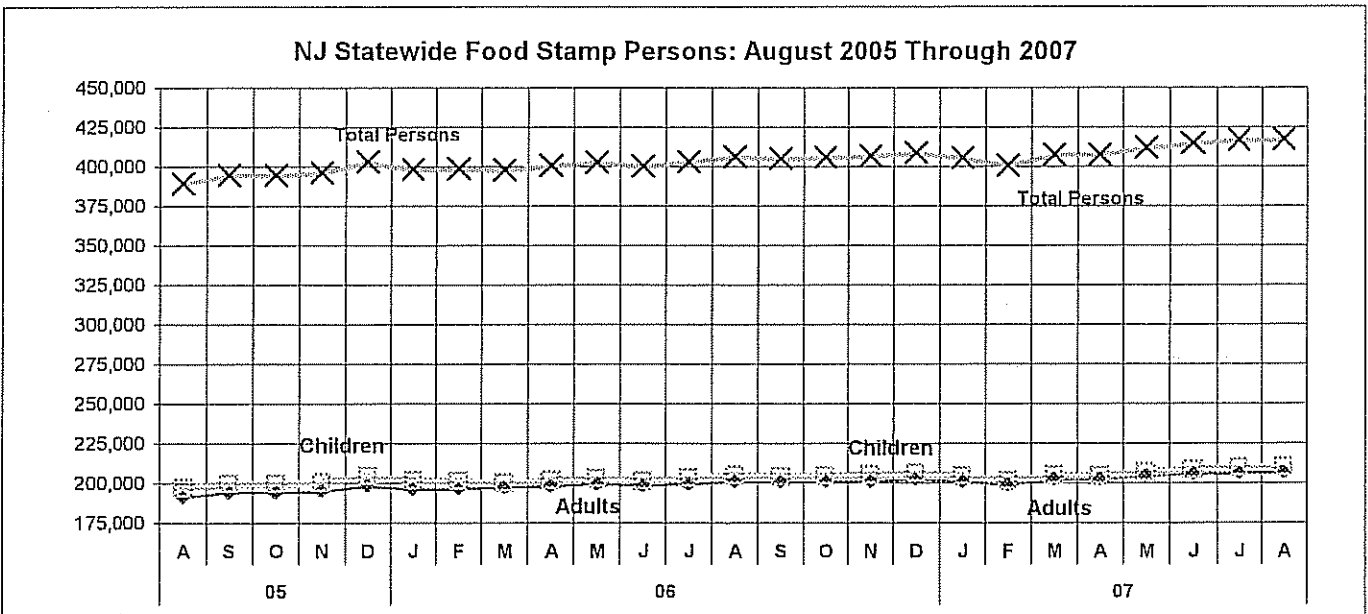 NJ Statewide Food Stamp Persons: August 2005 Through 2007
450,000
425,000
400,000
375,000
350,000
325,000
300,000
275,000
250,000
225,000
200,000
175,000
Total Persons
Total Persons
Children
Children
Adults
Adults
A S O N D J F M A M J J A S O N D J F M A M J J A
05 06 07